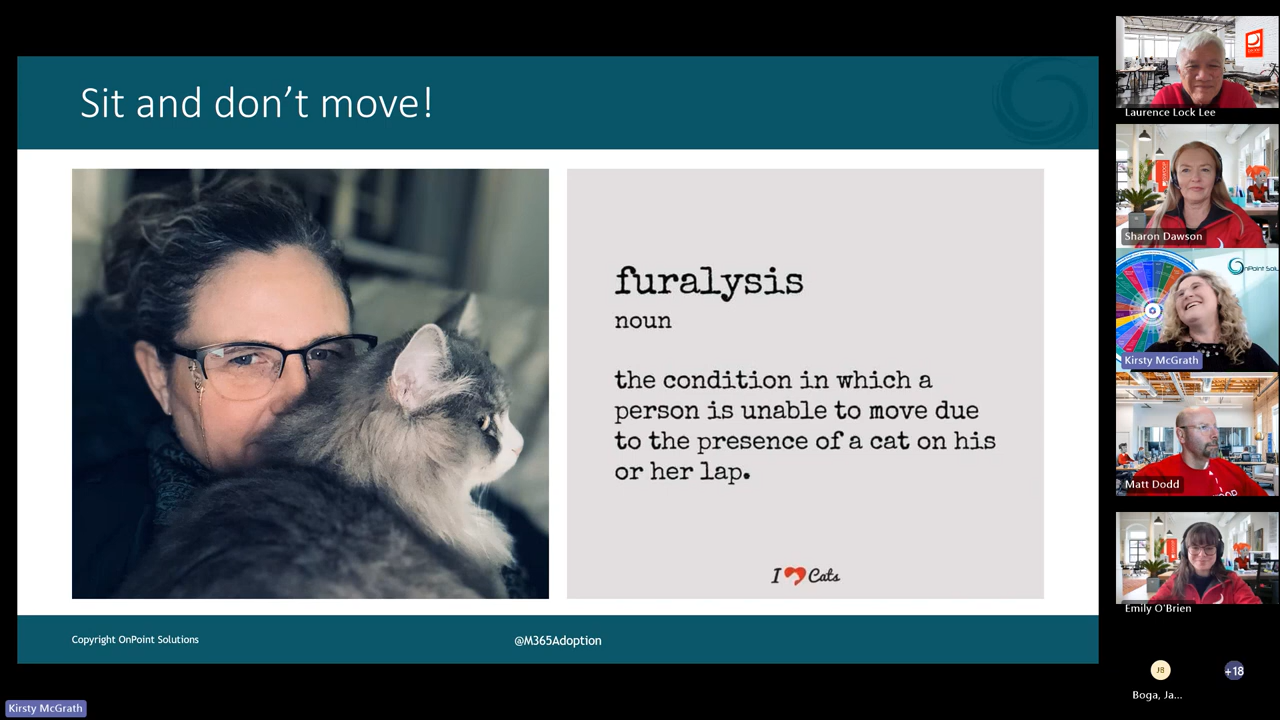 Sit and don't move!
furalysis
noun
the condition in which a
person is unable to move due
to the presence of a cat on his
or her lap.
I Cats
Copyright OnPoint Solutions
@M365Adoption
Kirsty McGrath
Laurence Lock Lee
Sharon Dawson
Kirsty McGrath
Matt Dodd
Emily O'Brien
JB
+18
Boga, Ja...